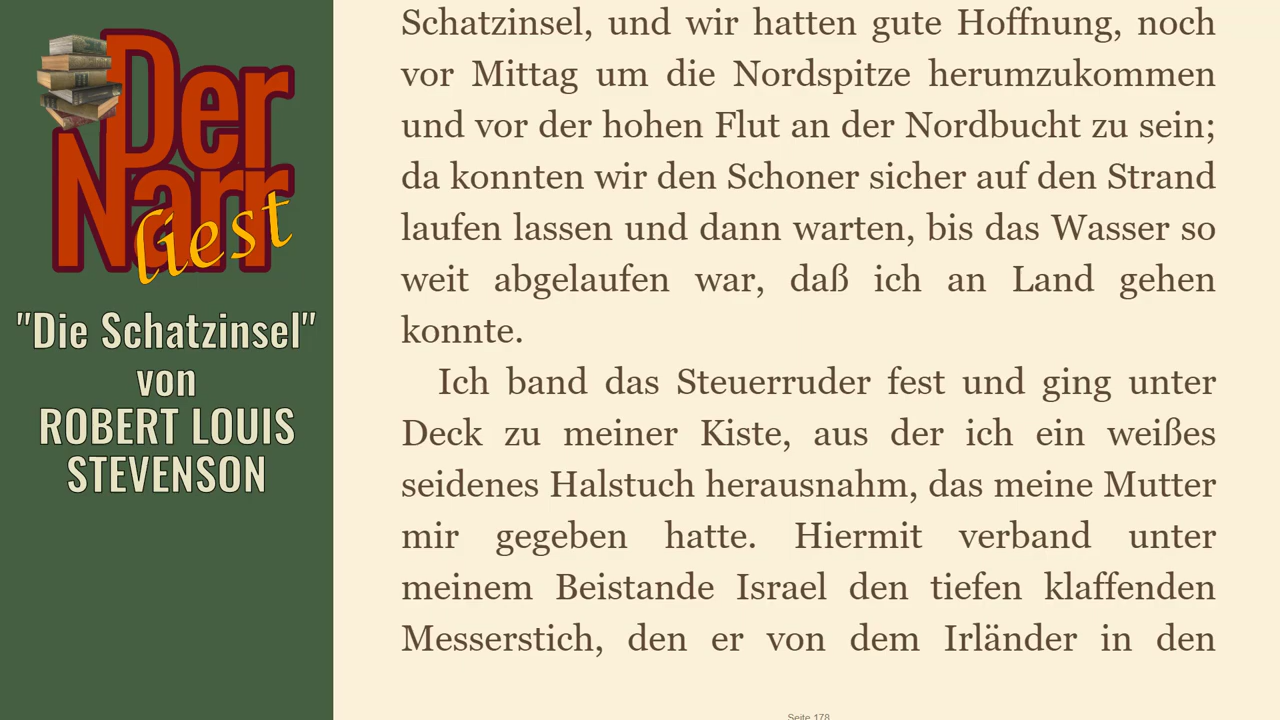 Der
Narr
liest
"Die Schatzinsel"
von
ROBERT LOUIS
STEVENSON
Schatzinsel, und wir hatten gute Hoffnung, noch
vor Mittag um die Nordspitze herumzukommen
und vor der hohen Flut an der Nordbucht zu sein;
da konnten wir den Schoner sicher auf den Strand
laufen lassen und dann warten, bis das Wasser so
weit abgelaufen war, daß ich an Land gehen
konnte.
Ich band das Steuerruder fest und ging unter
Deck zu meiner Kiste, aus der ich ein weißes
seidenes Halstuch herausnahm, das meine Mutter
mir gegeben hatte. Hiermit verband unter
meinem Beistande Israel den tiefen klaffenden
Messerstich, den er von dem Irländer in den
Seite 178